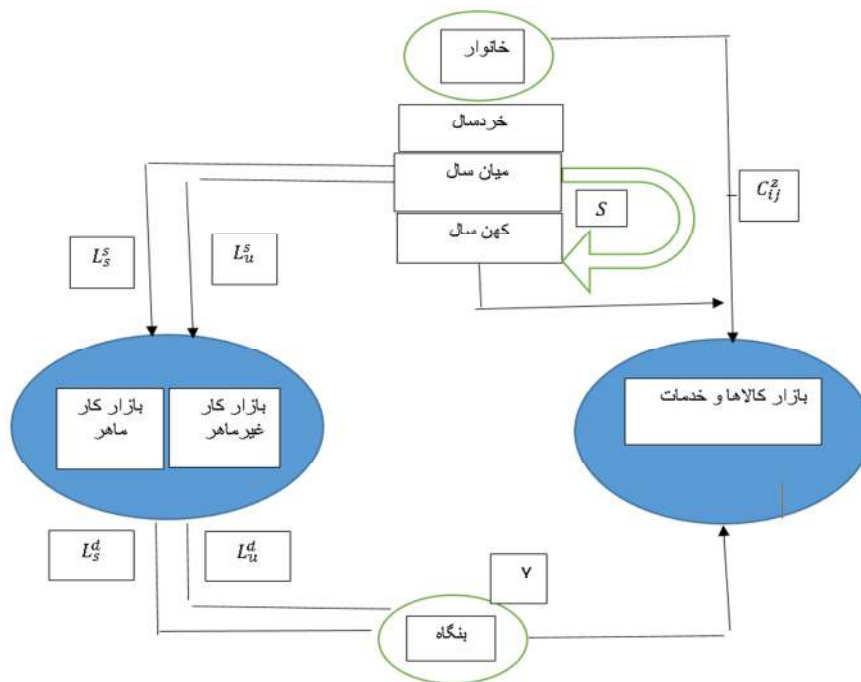 خانوار
خردسال
میان سال
S
کهن سال
$C_{ij}^{z}$
$L_s^s$
$L_u^s$
بازار کار
ماهر
بازار کار
غیرماهر
بازار کالاها و خدمات
$L_s^d$
$L_u^d$
Y
بنگاه